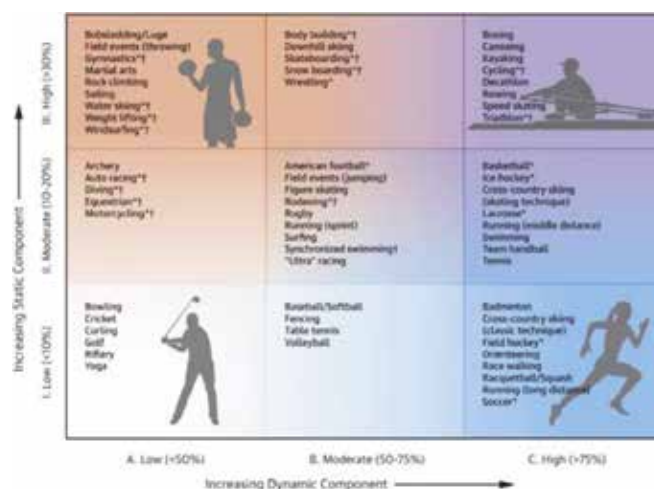 Bobsledding/Luge
Field events (throwing)
Gymnastics*†
Martial arts
Rock climbing
Sailing
Water skiing*†
Weight lifting*†
Windsurfing*†
Body building*†
Downhill skiing
Skateboarding*†
Snow boarding*†
Wrestling*
Boxing
Canoeing
Kayaking
Cycling*†
Decathlon
Rowing
Speed skating
Triathlon*†
Archery
Auto racing*†
Diving*†
Equestrian*†
Motorcycling*†
American football*
Field events (jumping)
Figure skating
Rodeoing*†
Rugby
Running (sprint)
Surfing
Synchronized swimming†
"Ultra" racing
Basketball*
Ice hockey*
Cross-country skiing
(skating technique)
Lacrosse*
Running (middle distance)
Swimming
Team handball
Tennis
Bowling
Cricket
Curling
Golf
Riflery
Yoga
Baseball/Softball
Fencing
Table tennis
Volleyball
Badminton
Cross-country skiing
(classic technique)
Field hockey*
Orienteering
Race walking
Racquetball/Squash
Running (long distance)
Soccer*
III. High (>30%)
II. Moderate (10-20%)
I. Low (<10%)
Increasing Static Component
A. Low (<50%)
B. Moderate (50-75%)
C. High (>75%)
Increasing Dynamic Component